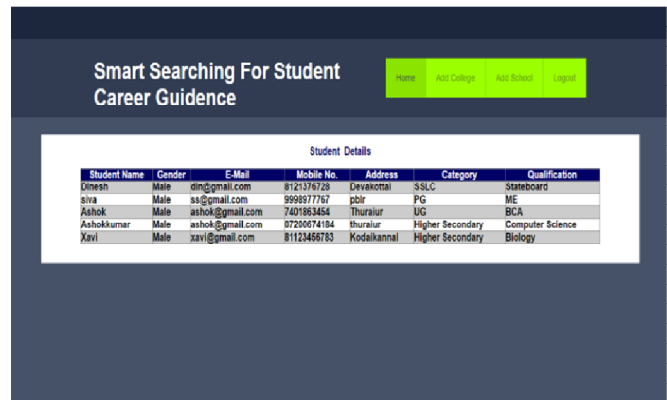 Smart Searching For Student
Career Guidence
Home Add College Add School Logout
Student Details
Student Name Gender E-Mail Mobile No. Address Category Qualification
Dinesh Male din@gmail.com 8121376728 Devakottai SSLC Stateboard
siva Male ss@gmail.com 9998977767 pblr PG ME
Ashok Male ashok@gmail.com 7401863454 Thuraiur UG BCA
Ashokkumar Male ashok@gmail.com 07200674184 thuraiur Higher Secondary Computer Science
Xavi Male xavi@gmail.com 81123456783 Kodaikannal Higher Secondary Biology